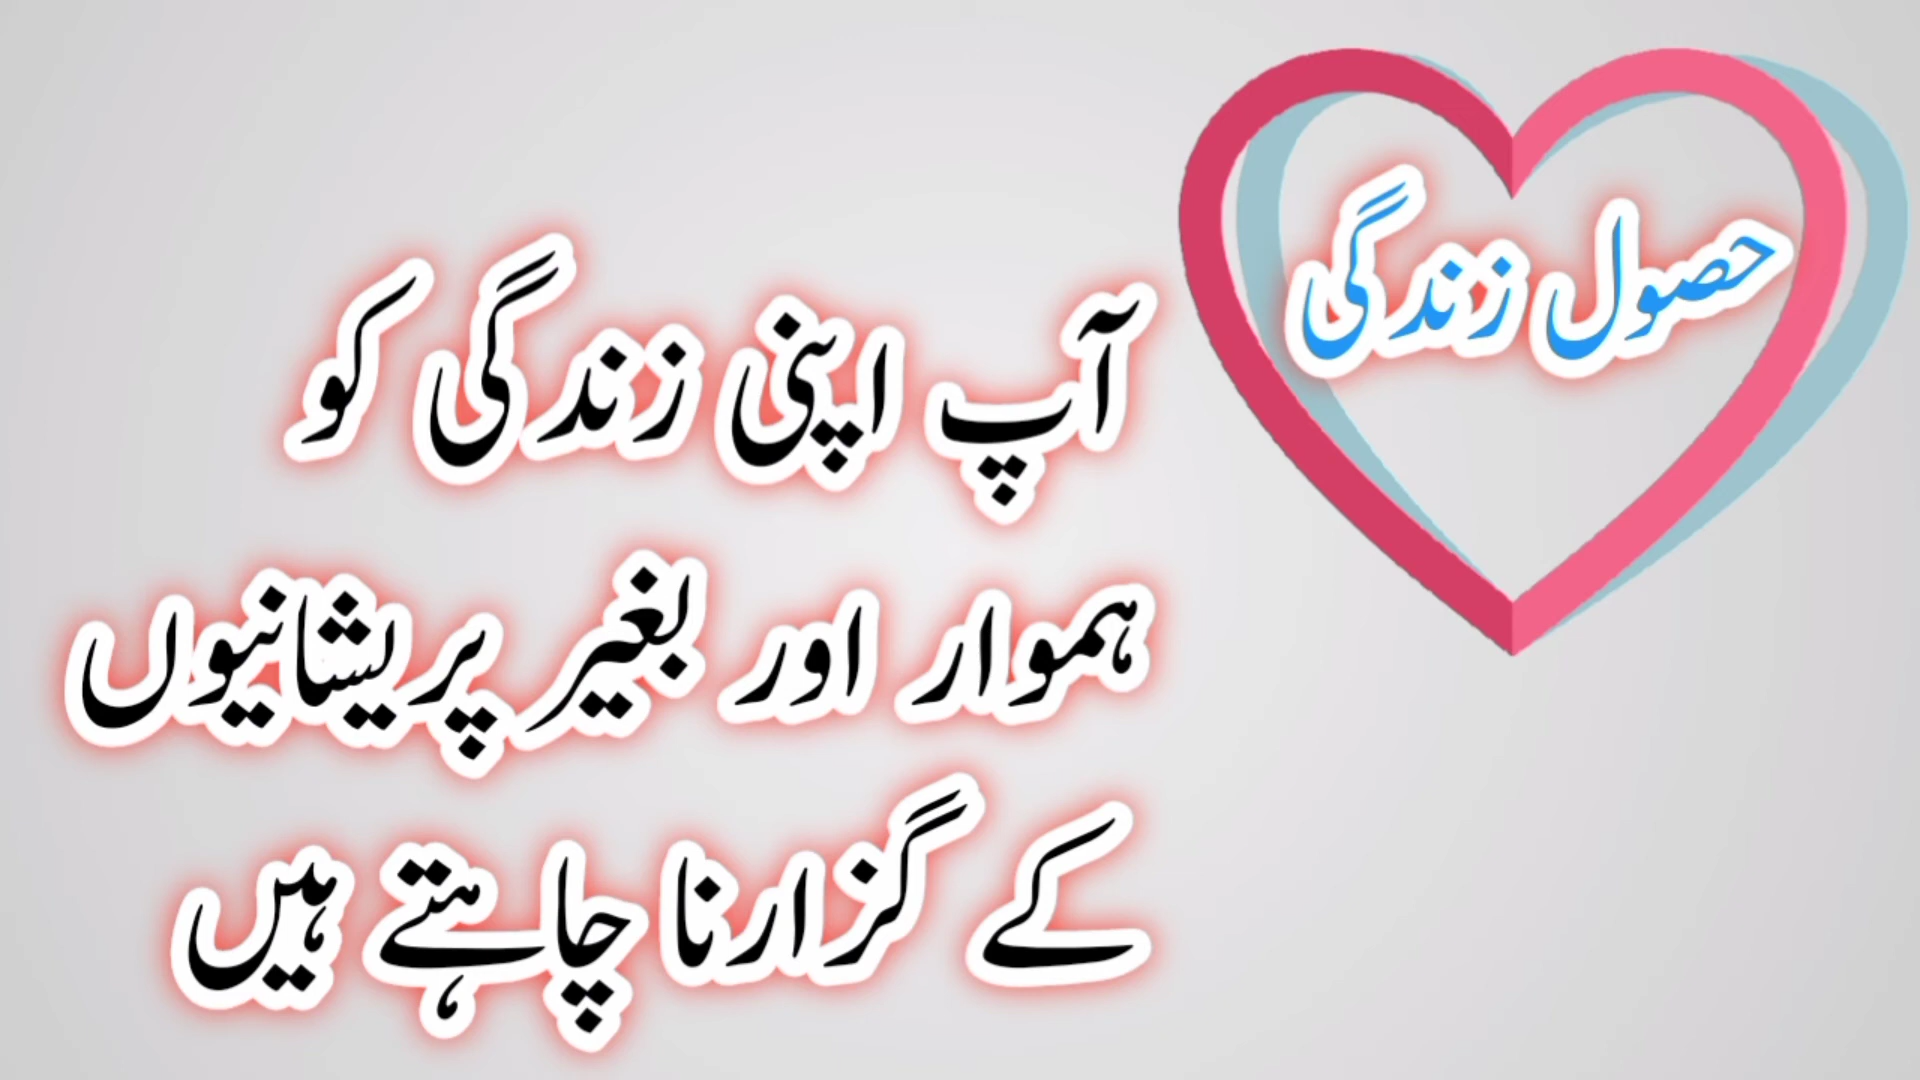 حصول زندگی
آپ اپنی زندگی کو
ہموار اور بغیر پریشانیوں
کے گزارنا چاہتے ہیں